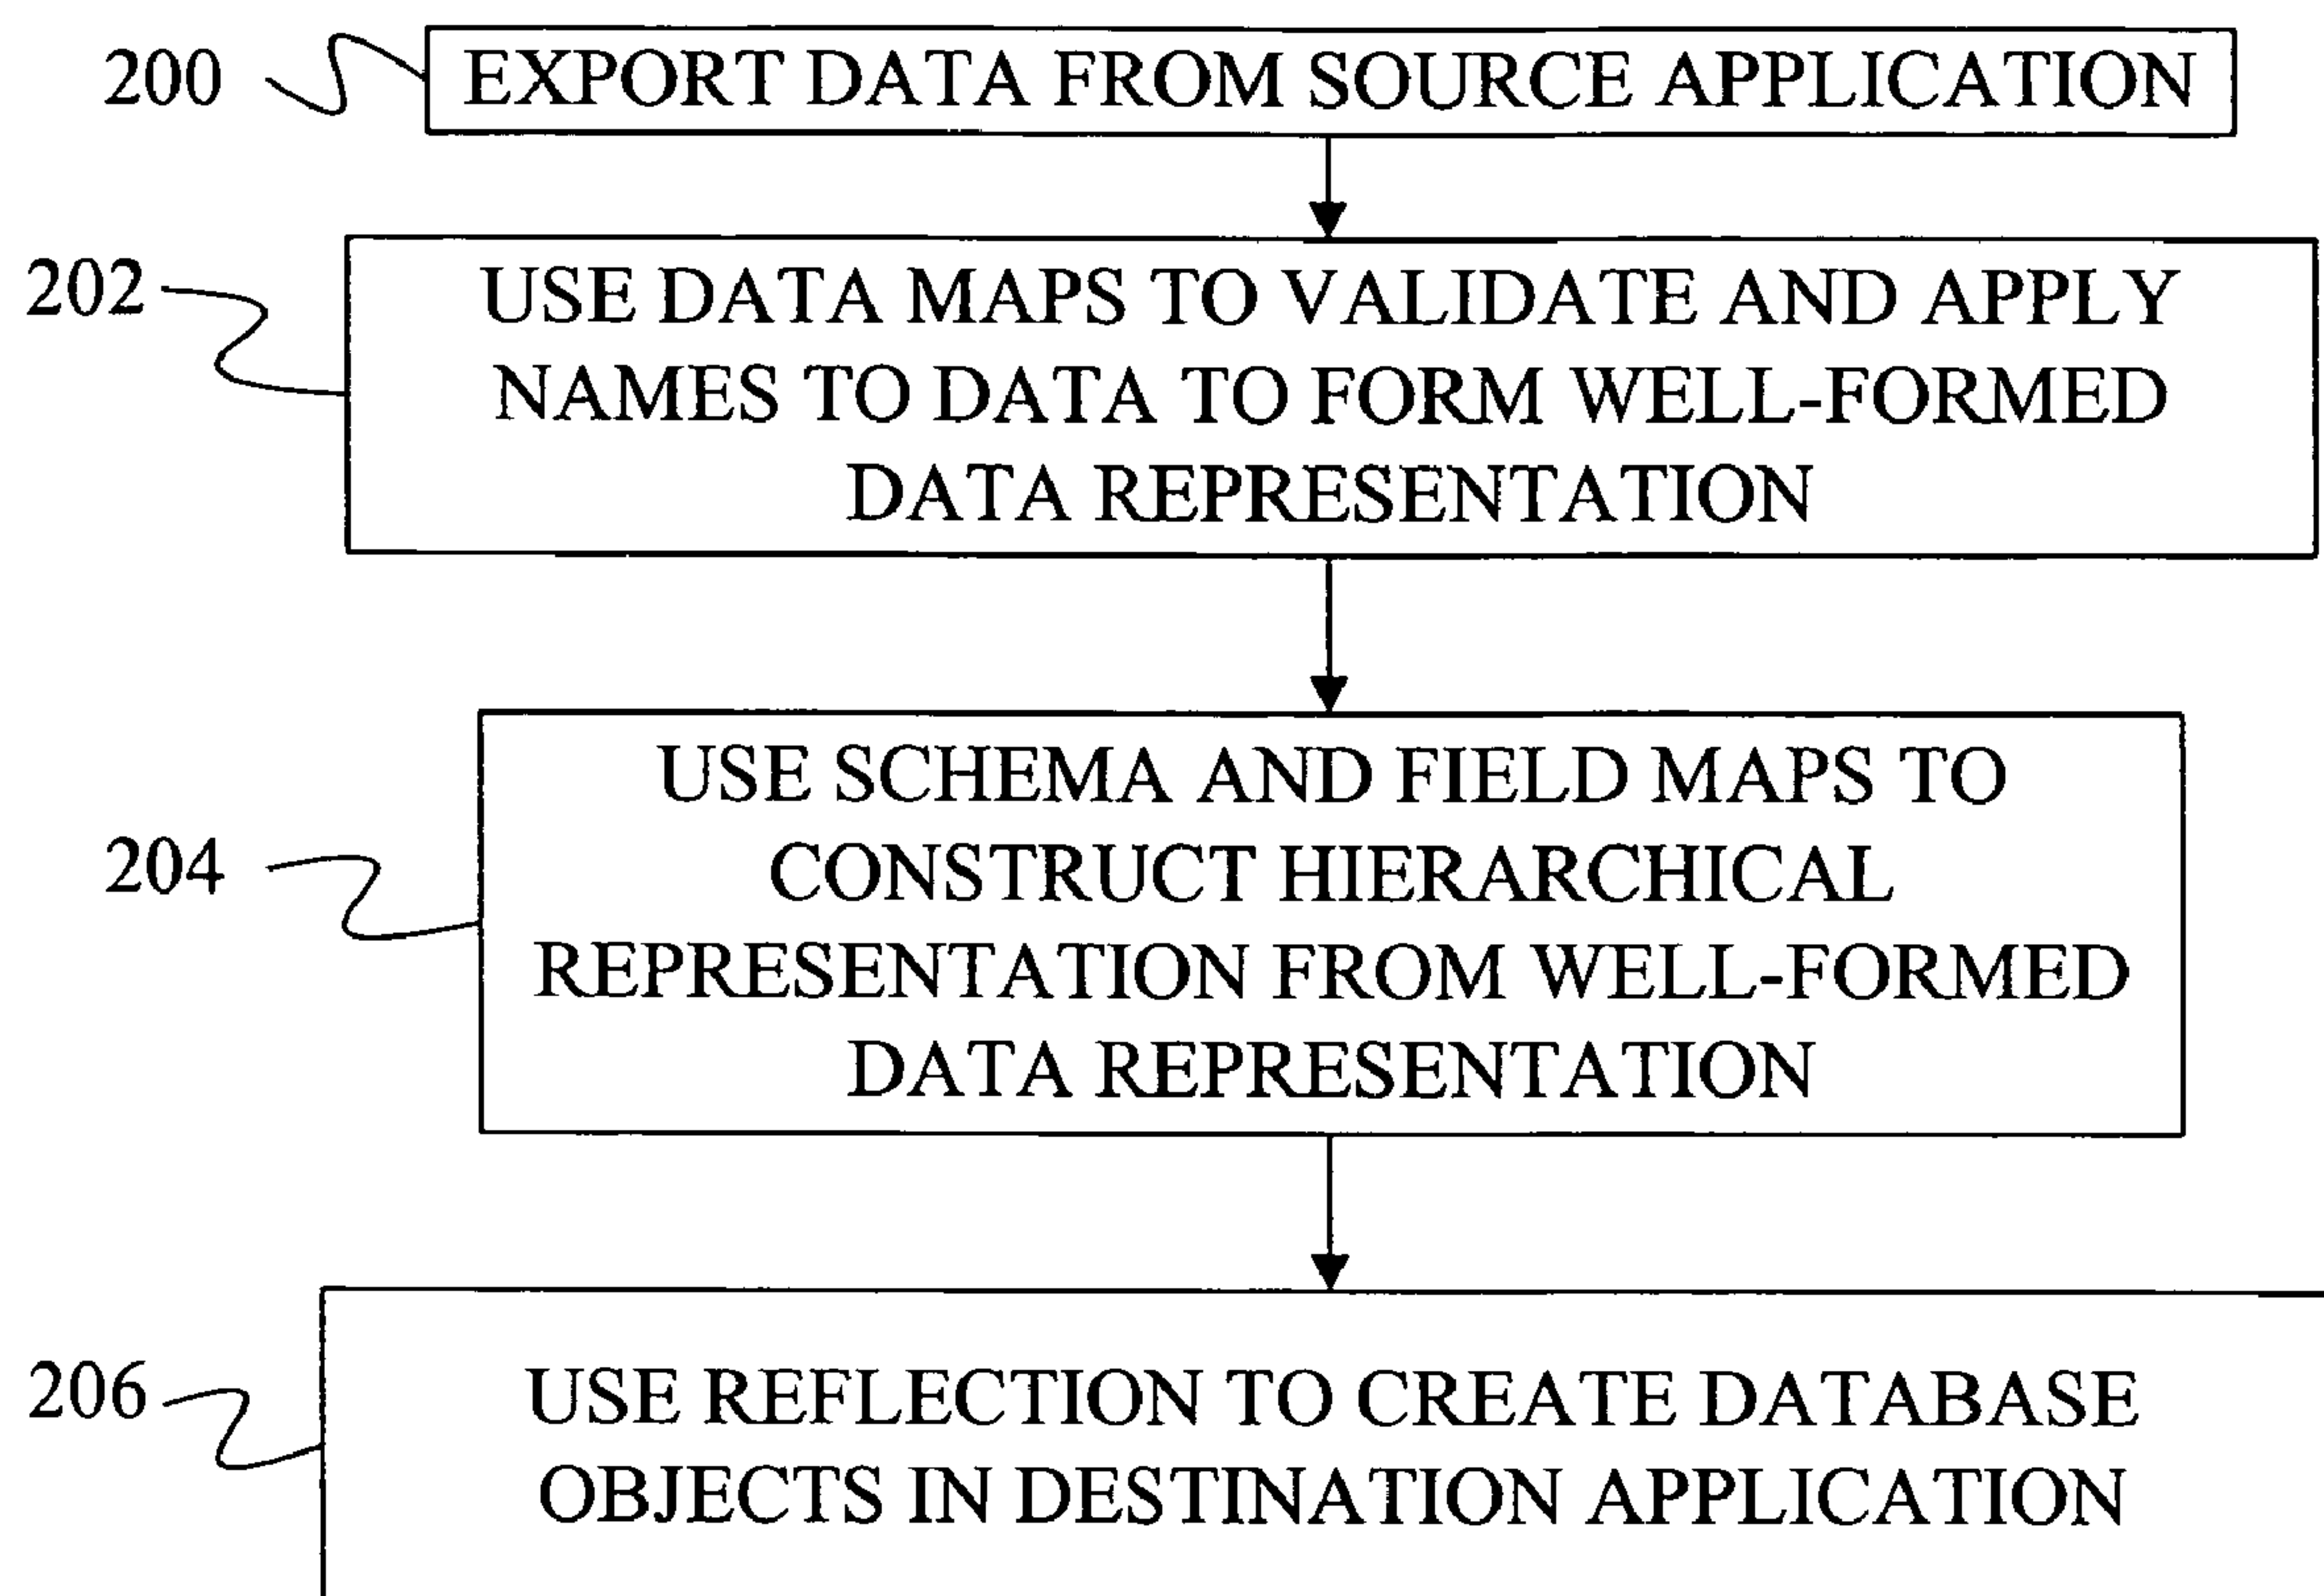 200
EXPORT DATA FROM SOURCE APPLICATION
202
USE DATA MAPS TO VALIDATE AND APPLY
NAMES TO DATA TO FORM WELL-FORMED
DATA REPRESENTATION
204
USE SCHEMA AND FIELD MAPS TO
CONSTRUCT HIERARCHICAL
REPRESENTATION FROM WELL-FORMED
DATA REPRESENTATION
206
USE REFLECTION TO CREATE DATABASE
OBJECTS IN DESTINATION APPLICATION